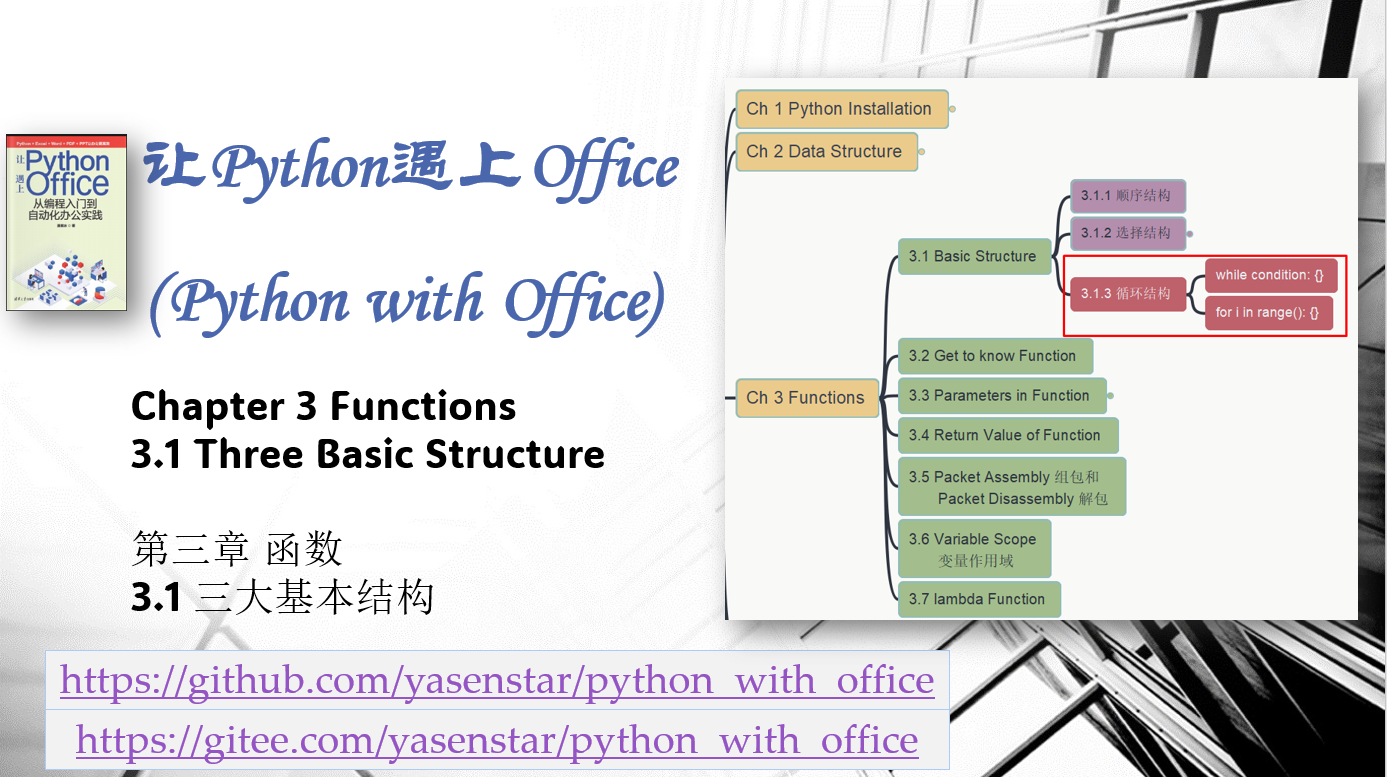 Python + Excel + Word + PDF + PPT让办公更高效
让
遇上
Python
Office
从编程入门到
自动化办公实践
让Python遇上Office
(Python with Office)
Chapter 3 Functions
3.1 Three Basic Structure
第三章 函数
3.1 三大基本结构
https://github.com/yasenstar/python_with_office
https://gitee.com/yasenstar/python_with_office
Ch 1 Python Installation
Ch 2 Data Structure
Ch 3 Functions
3.1 Basic Structure
3.1.1 顺序结构
3.1.2 选择结构
3.1.3 循环结构
while condition: {}
for i in range(): {}
3.2 Get to know Function
3.3 Parameters in Function
3.4 Return Value of Function
3.5 Packet Assembly 组包和
Packet Disassembly 解包
3.6 Variable Scope
变量作用域
3.7 lambda Function